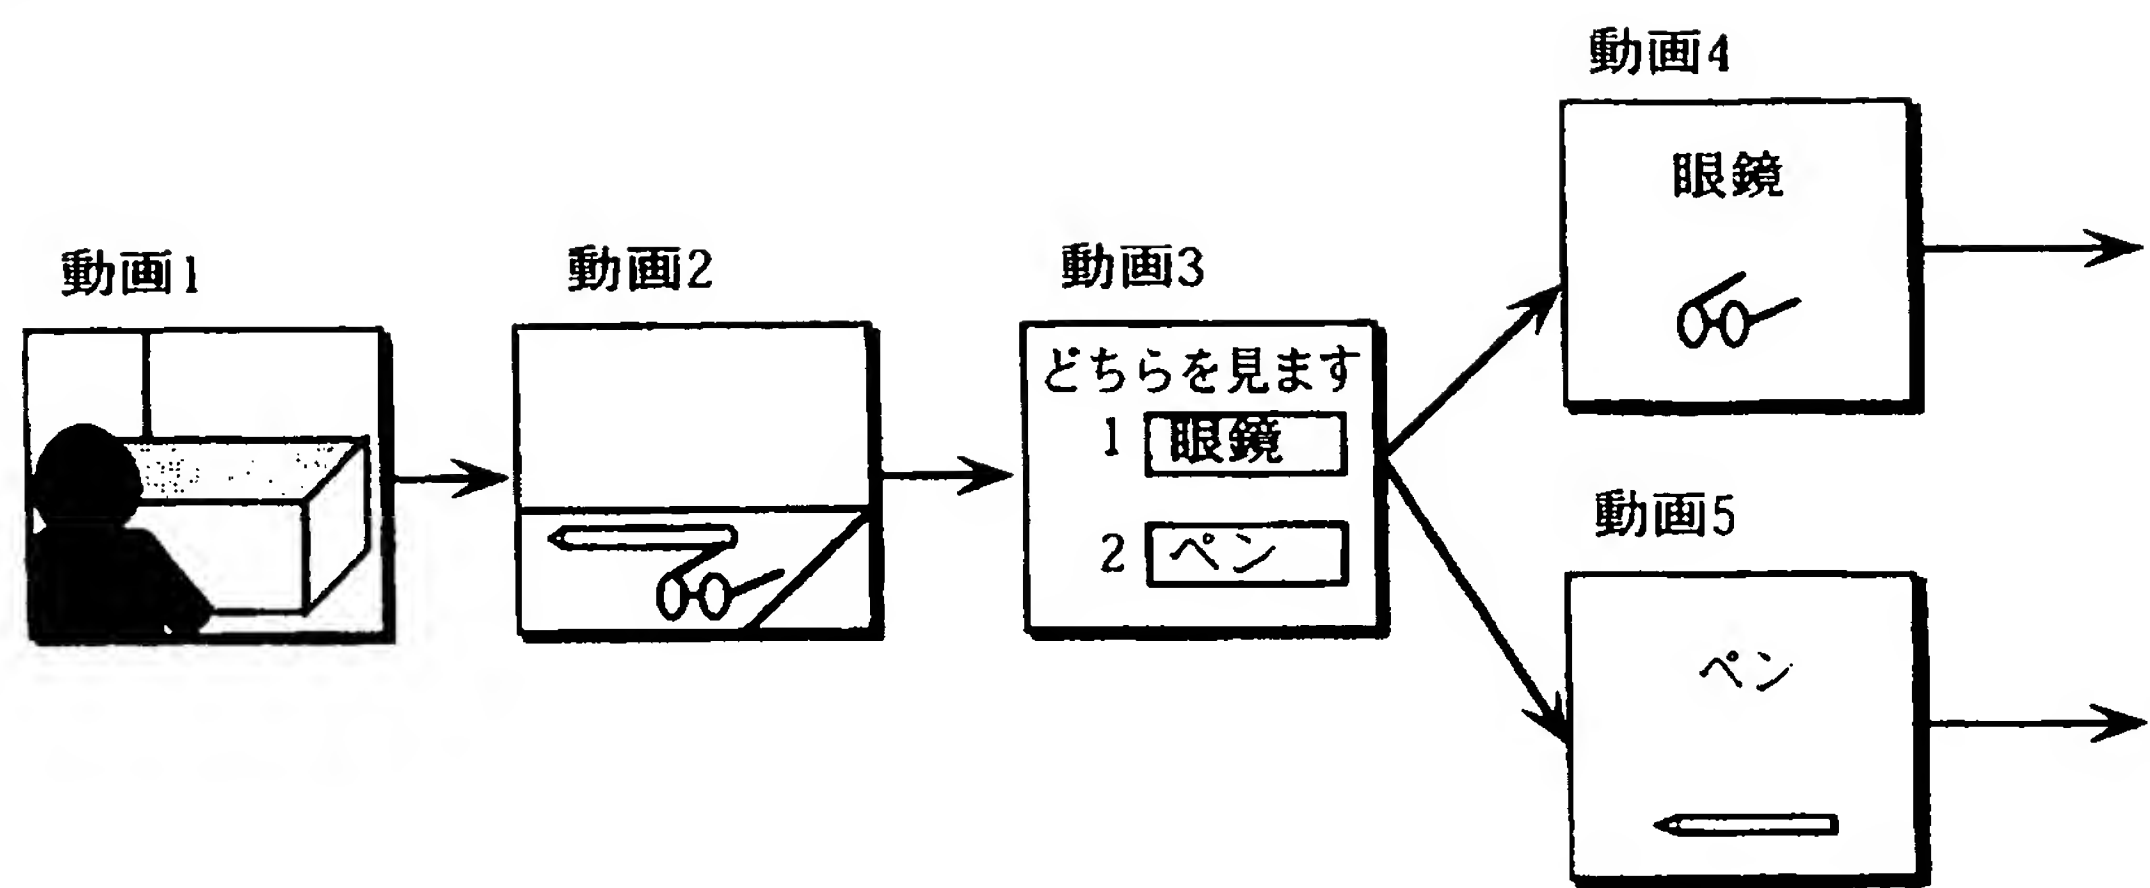 動画1
動画2
動画3
どちらを見ます
1 眼鏡
2 ペン
動画4
眼鏡
動画5
ペン